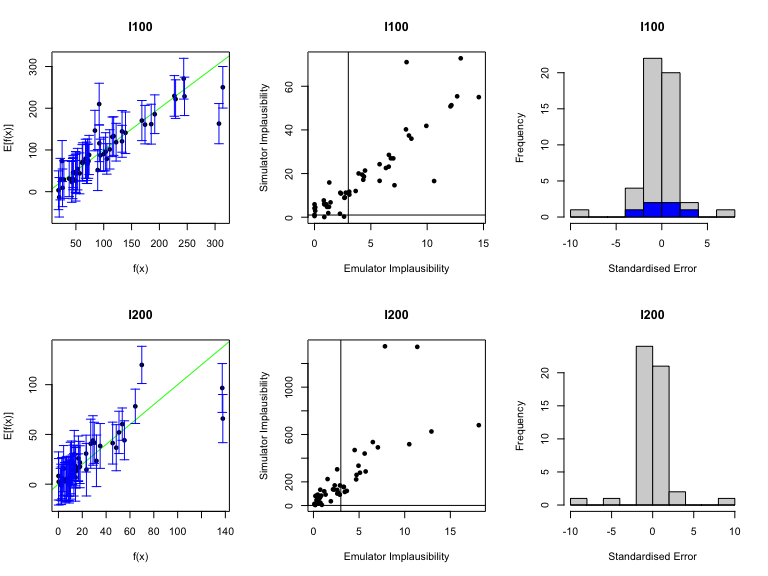 I100
I100
I100
E[f(x)]
0 100 200 300
50 100 150 200 250 300
f(x)
Simulator Implausibility
0 20 40 60
0 5 10 15
Emulator Implausibility
Frequency
0 5 10 15 20
-10 -5 0 5
Standardised Error
I200
I200
I200
E[f(x)]
0 50 100
0 20 40 60 80 100 140
f(x)
Simulator Implausibility
0 200 600 1000
0 5 10 15
Emulator Implausibility
Frequency
0 5 10 15 20
-10 -5 0 5 10
Standardised Error